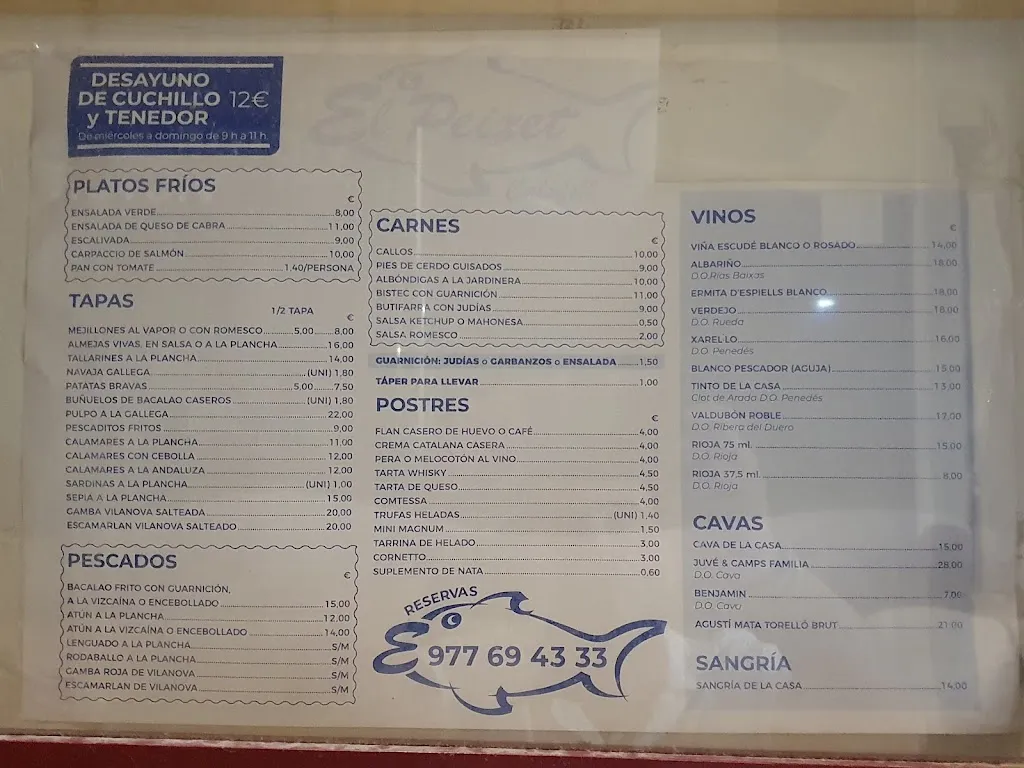 DESAYUNO
DE CUCHILLO 12€
y TENEDOR
De miércoles a domingo de 9 h a 11 h.
El Peixet
PLATOS FRÍOS
€
ENSALADA VERDE 8,00
ENSALADA DE QUESO DE CABRA 11,00
ESCALIVADA 9,00
CARPACCIO DE SALMÓN 10,00
PAN CON TOMATE 1,40/PERSONA
TAPAS
1/2 TAPA €
MEJILLONES AL VAPOR O CON ROMESCO 5,00 8,00
ALMEJAS VIVAS, EN SALSA O A LA PLANCHA 16,00
TALLARINES A LA PLANCHA 14,00
NAVAJA GALLEGA (UNI) 1,80
PATATAS BRAVAS 5,00 7,50
BUÑUELOS DE BACALAO CASEROS (UNI) 1,80
PULPO A LA GALLEGA 22,00
PESCADITOS FRITOS 9,00
CALAMARES A LA PLANCHA 11,00
CALAMARES CON CEBOLLA 12,00
CALAMARES A LA ANDALUZA 12,00
SARDINAS A LA PLANCHA (UNI) 1,00
SEPIA A LA PLANCHA 15,00
GAMBA VILANOVA SALTEADA 20,00
ESCAMARLAN VILANOVA SALTEADO 20,00
PESCADOS
€
BACALAO FRITO CON GUARNICIÓN,
A LA VIZCAÍNA O ENCEBOLLADO 15,00
ATÚN A LA PLANCHA 12,00
ATÚN A LA VIZCAÍNA O ENCEBOLLADO 14,00
LENGUADO A LA PLANCHA S/M
RODABALLO A LA PLANCHA S/M
GAMBA ROJA DE VILANOVA S/M
ESCAMARLAN DE VILANOVA S/M
CARNES
€
CALLOS 10,00
PIES DE CERDO GUISADOS 9,00
ALBÓNDIGAS A LA JARDINERA 10,00
BISTEC CON GUARNICIÓN 11,00
BUTIFARRA CON JUDÍAS 9,00
SALSA KETCHUP O MAHONESA 0,50
SALSA ROMESCO 2,00
GUARNICIÓN: JUDÍAS o GARBANZOS o ENSALADA 1,50
TÁPER PARA LLEVAR 1,00
POSTRES
€
FLAN CASERO DE HUEVO O CAFÉ 4,00
CREMA CATALANA CASERA 4,00
PERA O MELOCOTÓN AL VINO 4,00
TARTA WHISKY 4,50
TARTA DE QUESO 4,50
COMTESSA 4,00
TRUFAS HELADAS (UNI) 1,40
MINI MAGNUM 1,50
TARRINA DE HELADO 3,00
CORNETTO 3,00
SUPLEMENTO DE NATA 0,60
RESERVAS
977 69 43 33
VINOS
€
VIÑA ESCUDÉ BLANCO O ROSADO 14,00
ALBARIÑO 18,00
D.O.Rias Baixas
ERMITA D'ESPIELLS BLANCO 18,00
VERDEJO 16,00
D.O. Rueda
XAREL·LO 16,00
D.O. Penedés
BLANCO PESCADOR (AGUJA) 15,00
TINTO DE LA CASA 13,00
Clot de Arada D.O. Penedés
VALDUBÓN ROBLE 17,00
D.O. Ribera del Duero
RIOJA 75 ml. 15,00
D.O. Rioja
RIOJA 37,5 ml. 8,00
D.O. Rioja
CAVAS
CAVA DE LA CASA 15,00
JUVÉ & CAMPS FAMILIA 28,00
D.O. Cava
BENJAMIN 7,00
D.O. Cava
AGUSTÍ MATA TORELLÓ BRUT 21,00
SANGRÍA
SANGRÍA DE LA CASA 14,00